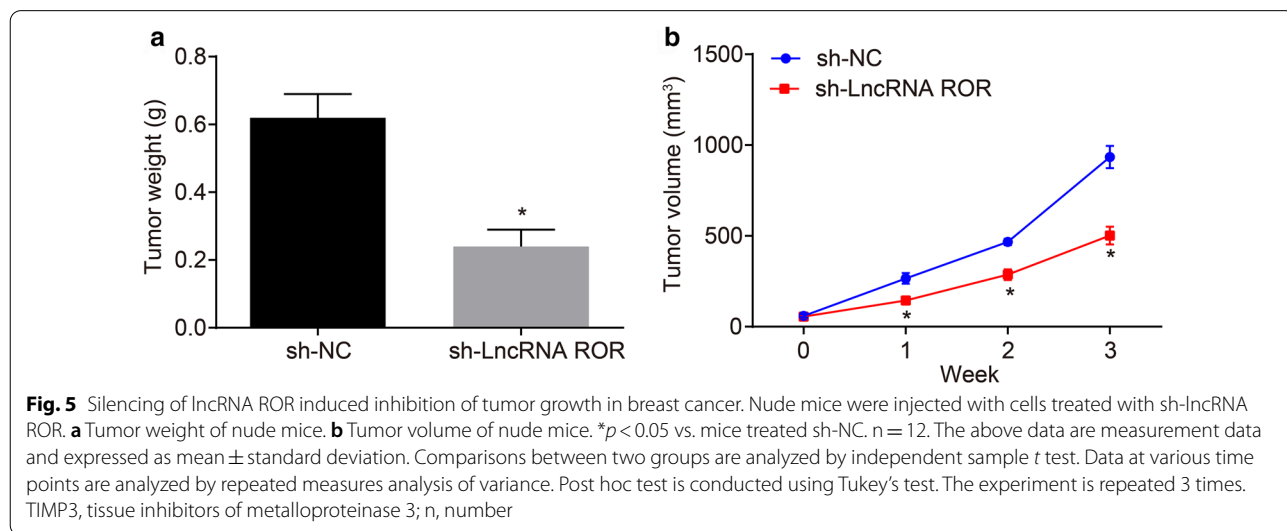 a
0.8
0.6
0.4
0.2
0.0
Tumor weight (g)
*
sh-NC
sh-LncRNA ROR
b
1500
1000
500
0
Tumor volume (mm³)
sh-NC
sh-LncRNA ROR
*
*
*
0 1 2 3
Week
Fig. 5 Silencing of lncRNA ROR induced inhibition of tumor growth in breast cancer. Nude mice were injected with cells treated with sh-lncRNA
ROR. a Tumor weight of nude mice. b Tumor volume of nude mice. *p < 0.05 vs. mice treated sh-NC. n = 12. The above data are measurement data
and expressed as mean ± standard deviation. Comparisons between two groups are analyzed by independent sample t test. Data at various time
points are analyzed by repeated measures analysis of variance. Post hoc test is conducted using Tukey's test. The experiment is repeated 3 times.
TIMP3, tissue inhibitors of metalloproteinase 3; n, number